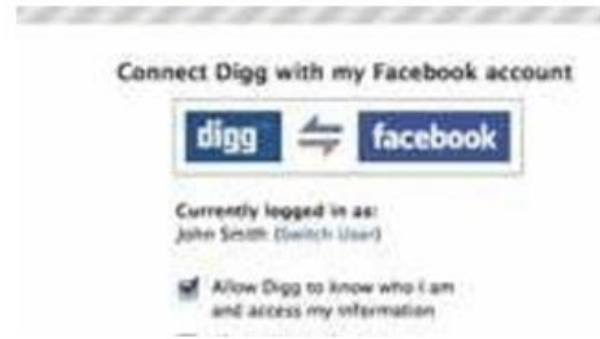 Connect Digg with my Facebook account
digg facebook
Currently logged in as:
John Smith (Switch User)
Allow Digg to know who I am
and access my information